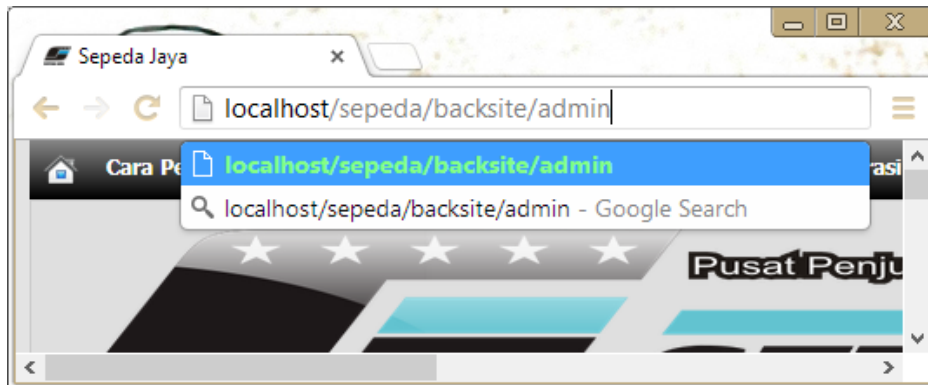 Sepeda Jaya
localhost/sepeda/backsite/admin
localhost/sepeda/backsite/admin
localhost/sepeda/backsite/admin - Google Search
Cara Pe
asi
Pusat Penju